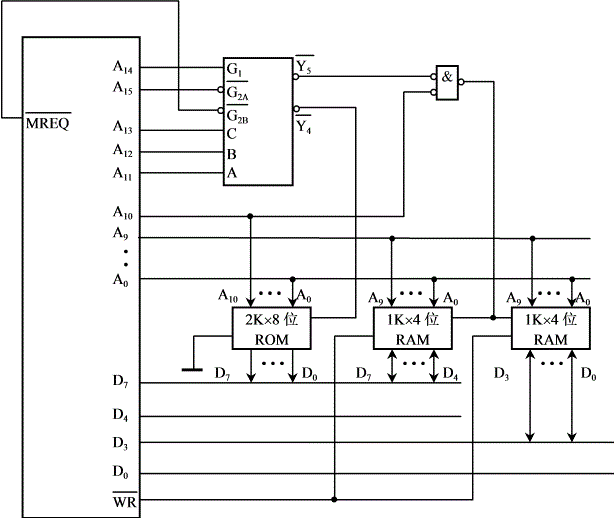 A14 G1 Y5
A15 G2A &
MREQ G2B Y4
A13 C
A12 B
A11 A
A10
A9
A0
A10 A0 A9 A0 A9 A0
2K×8 位 1K×4 位 1K×4 位
ROM RAM RAM
D7 D7 D0 D7 D4 D3 D0
D4
D3
D0
WR